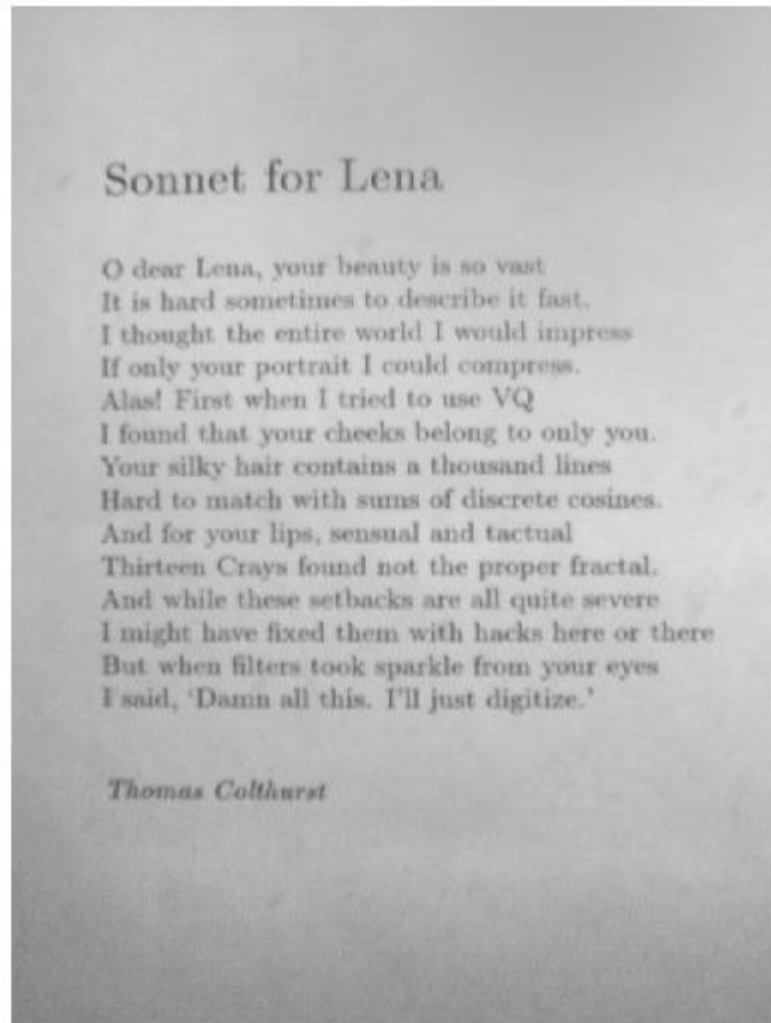 Sonnet for Lena
O dear Lena, your beauty is so vast
It is hard sometimes to describe it fast.
I thought the entire world I would impress
If only your portrait I could compress.
Alas! First when I tried to use VQ
I found that your cheeks belong to only you.
Your silky hair contains a thousand lines
Hard to match with sums of discrete cosines.
And for your lips, sensual and tactual
Thirteen Crays found not the proper fractal.
And while these setbacks are all quite severe
I might have fixed them with hacks here or there
But when filters took sparkle from your eyes
I said, ‘Damn all this. I’ll just digitize.’
Thomas Colthurst